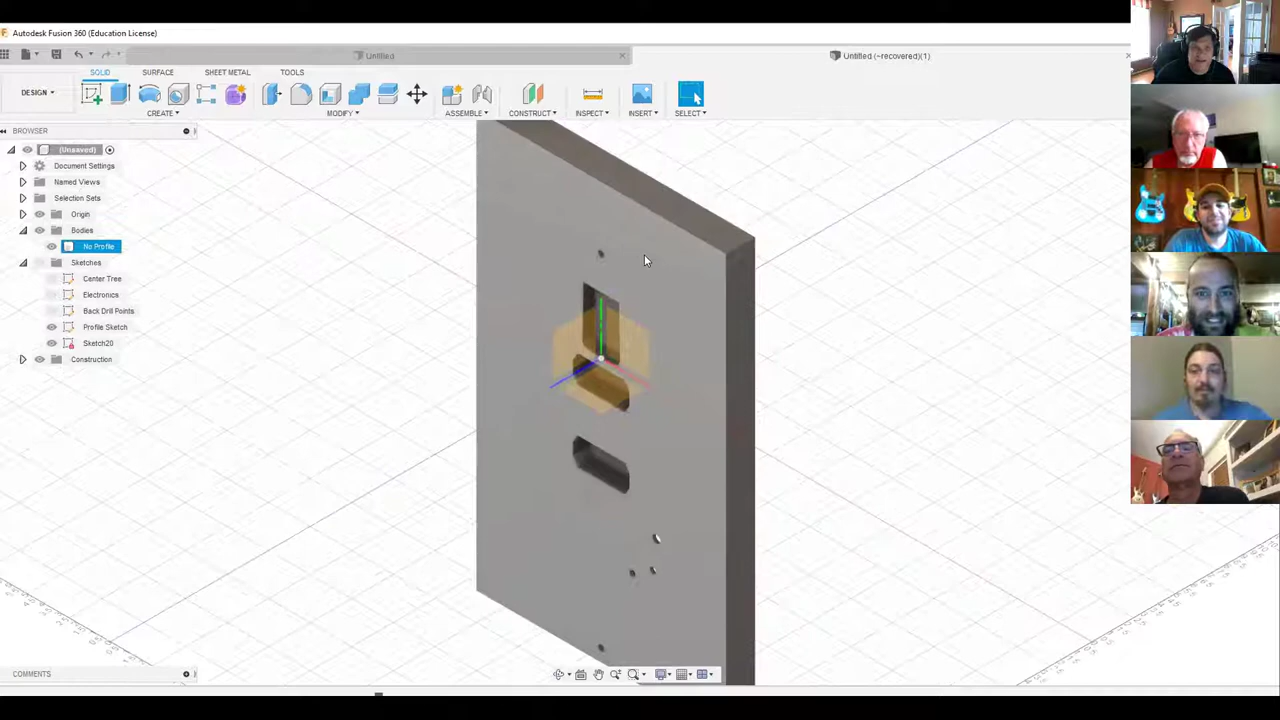 Autodesk Fusion 360 (Education License)
Untitled
Untitled (~recovered)(1)
SOLID
SURFACE
SHEET METAL
TOOLS
DESIGN
CREATE
MODIFY
ASSEMBLE
CONSTRUCT
INSPECT
INSERT
SELECT
BROWSER
(Unsaved)
Document Settings
Named Views
Selection Sets
Origin
Bodies
No Profile
Sketches
Center Tree
Electronics
Back Drill Points
Profile Sketch
Sketch20
Construction
COMMENTS